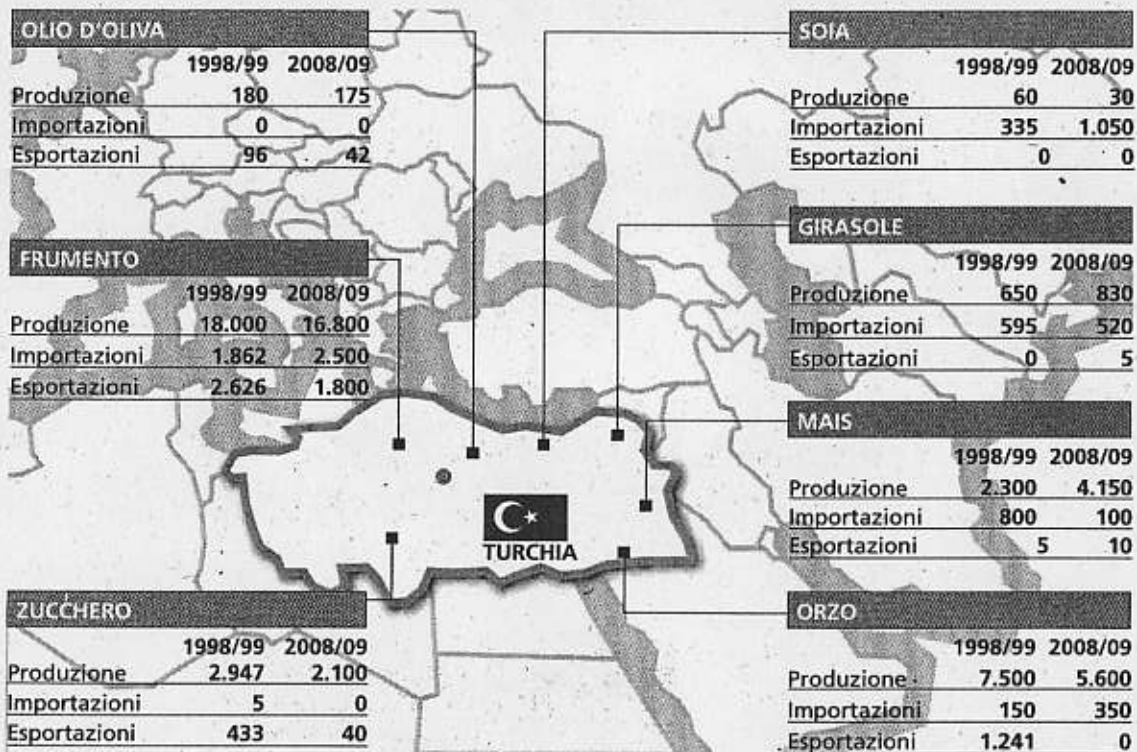 OLIO D'OLIVA
1998/99 2008/09
Produzione 180 175
Importazioni 0 0
Esportazioni 96 42
FRUMENTO
1998/99 2008/09
Produzione 18.000 16.800
Importazioni 1.862 2.500
Esportazioni 2.626 1.800
ZUCCHERO
1998/99 2008/09
Produzione 2.947 2.100
Importazioni 5 0
Esportazioni 433 40
TURCHIA
SOIA
1998/99 2008/09
Produzione 60 30
Importazioni 335 1.050
Esportazioni 0 0
GIRASOLE
1998/99 2008/09
Produzione 650 830
Importazioni 595 520
Esportazioni 0 5
MAIS
1998/99 2008/09
Produzione 2.300 4.150
Importazioni 800 100
Esportazioni 5 10
ORZO
1998/99 2008/09
Produzione 7.500 5.600
Importazioni 150 350
Esportazioni 1.241 0